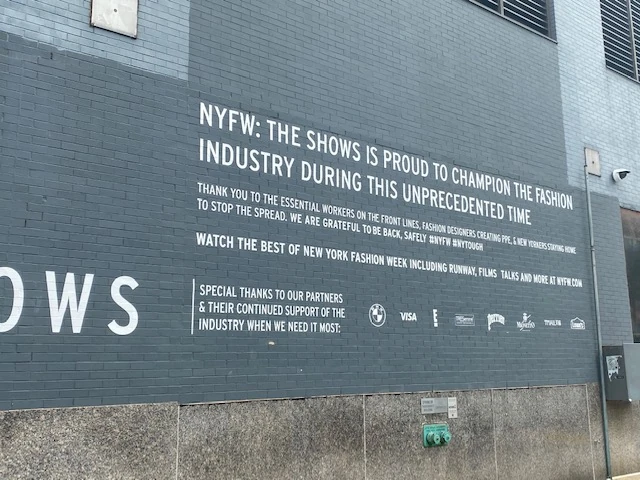 NYFW: THE SHOWS IS PROUD TO CHAMPION THE FASHION
INDUSTRY DURING THIS UNPRECEDENTED TIME
THANK YOU TO THE ESSENTIAL WORKERS ON THE FRONT LINES, FASHION DESIGNERS CREATING PPE, & NEW YORKERS STAYING HOME
TO STOP THE SPREAD. WE ARE GRATEFUL TO BE BACK, SAFELY #NYFW #NYTOUGH
WATCH THE BEST OF NEW YORK FASHION WEEK INCLUDING RUNWAY, FILMS TALKS AND MORE AT NYFW.COM
OWS
SPECIAL THANKS TO OUR PARTNERS
& THEIR CONTINUED SUPPORT OF THE
INDUSTRY WHEN WE NEED IT MOST:
VISA E LOWE'S